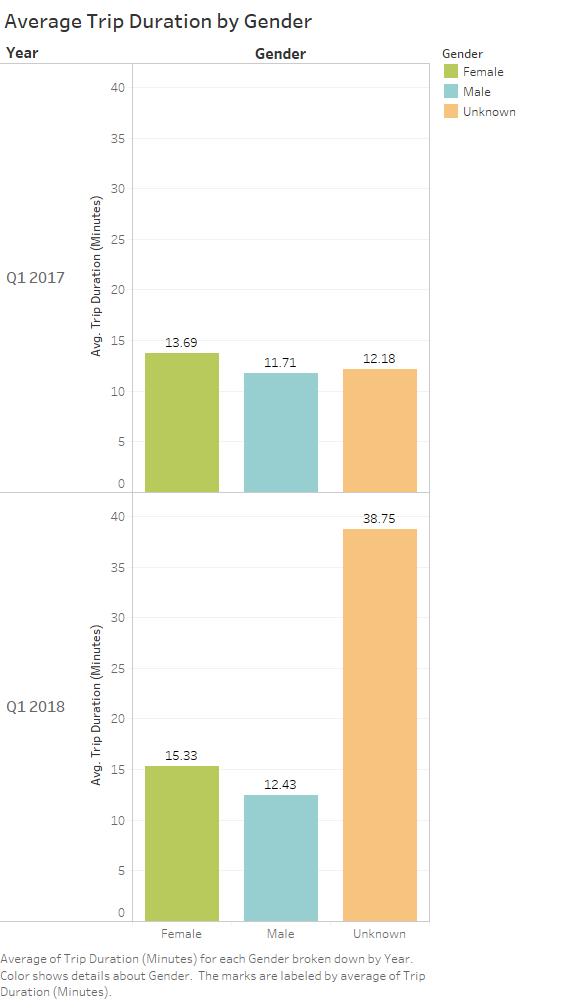 Average Trip Duration by Gender
Year
Gender
Gender
Female
Male
Unknown
Q1 2017
Avg. Trip Duration (Minutes)
40
35
30
25
20
15
10
5
0
13.69
11.71
12.18
Q1 2018
Avg. Trip Duration (Minutes)
40
35
30
25
20
15
10
5
0
15.33
12.43
38.75
Female
Male
Unknown
Average of Trip Duration (Minutes) for each Gender broken down by Year.
Color shows details about Gender. The marks are labeled by average of Trip
Duration (Minutes).